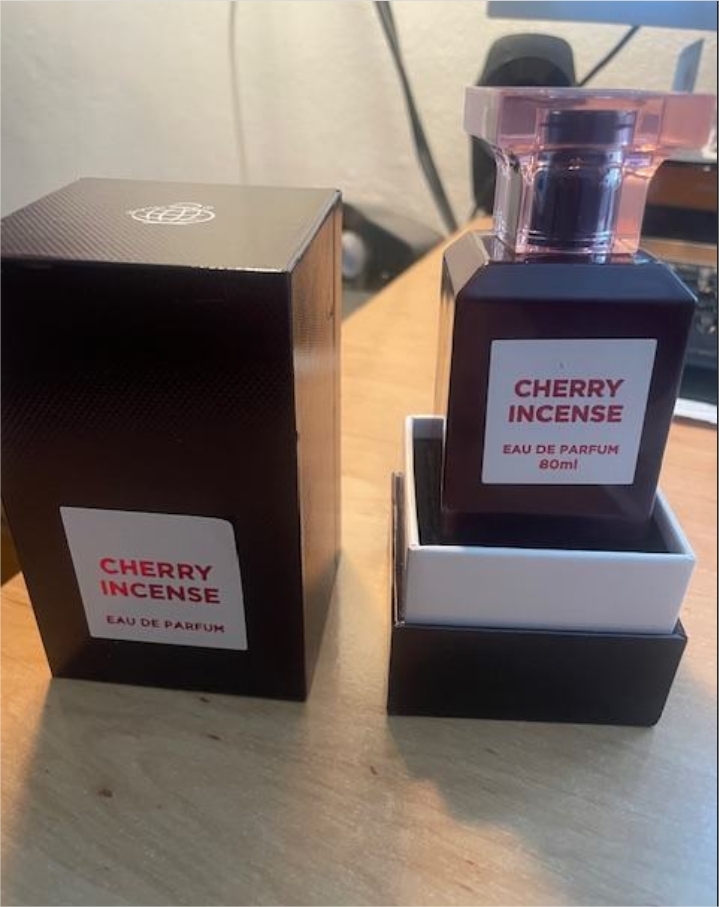 CHERRY
INCENSE
EAU DE PARFUM
CHERRY
INCENSE
EAU DE PARFUM
80ml